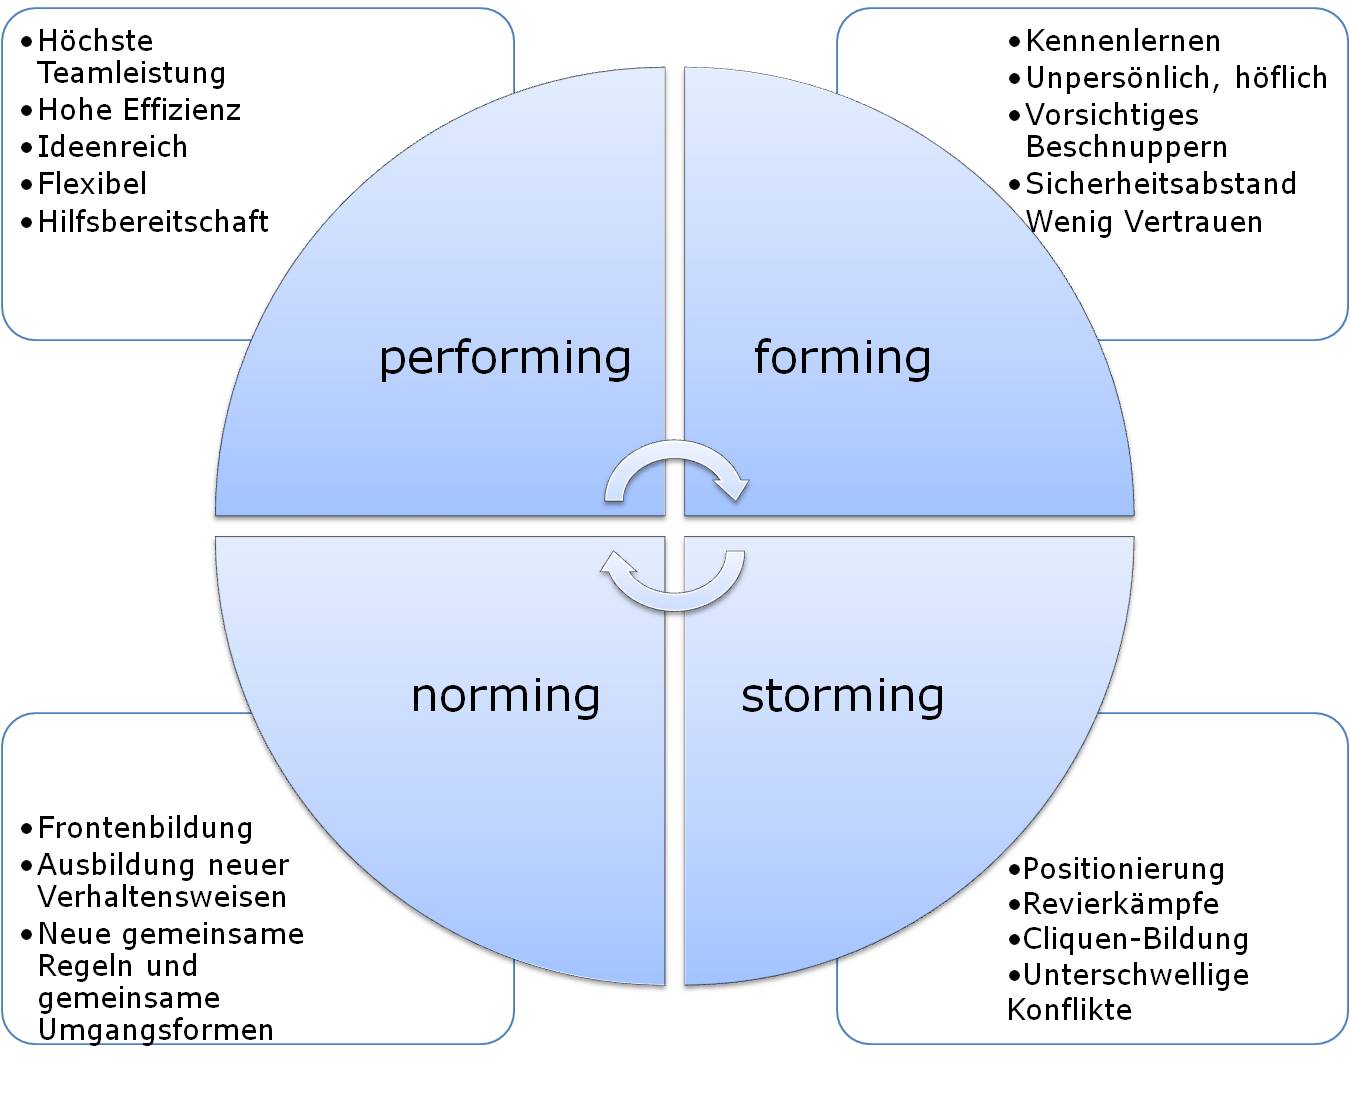 •Höchste
Teamleistung
•Hohe Effizienz
•Ideenreich
•Flexibel
•Hilfsbereitschaft
•Kennenlernen
•Unpersönlich, höflich
•Vorsichtiges
Beschnuppern
•Sicherheitsabstand
Wenig Vertrauen
performing
forming
norming
storming
•Frontenbildung
•Ausbildung neuer
Verhaltensweisen
•Neue gemeinsame
Regeln und
gemeinsame
Umgangsformen
•Positionierung
•Revierkämpfe
•Cliquen-Bildung
•Unterschwellige
Konflikte